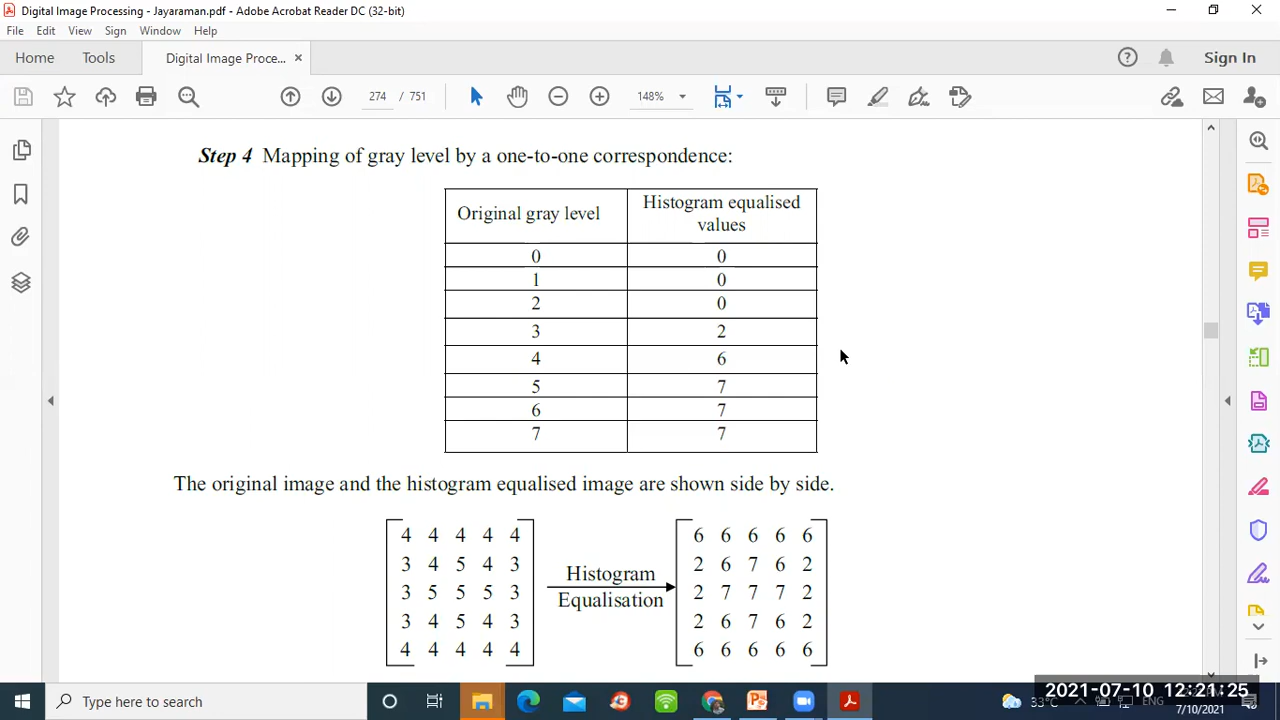 Digital Image Processing - Jayaraman.pdf - Adobe Acrobat Reader DC (32-bit)
File Edit View Sign Window Help
Home Tools Digital Image Proce... × Sign In
274 / 751 148%
Step 4 Mapping of gray level by a one-to-one correspondence:
Original gray level Histogram equalised
values
0 0
1 0
2 0
3 2
4 6
5 7
6 7
7 7
The original image and the histogram equalised image are shown side by side.
4 4 4 4 4 6 6 6 6 6
3 4 5 4 3 2 6 7 6 2
Histogram
3 5 5 5 3 2 7 7 7 2
Equalisation
3 4 5 4 3 2 6 7 6 2
4 4 4 4 4 6 6 6 6 6
Type here to search 33°C ENG
2021-07-10 12:21:25
7/10/2021